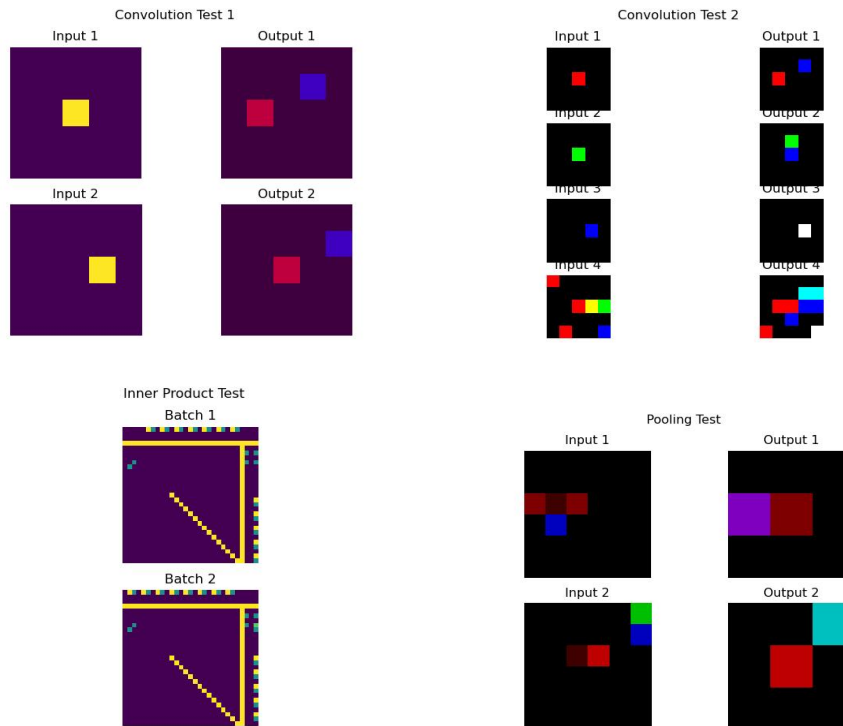 Convolution Test 1
Input 1 Output 1
Input 2 Output 2
Convolution Test 2
Input 1 Output 1
Input 2 Output 2
Input 3 Output 3
Input 4 Output 4
Inner Product Test
Batch 1
Batch 2
Pooling Test
Input 1 Output 1
Input 2 Output 2